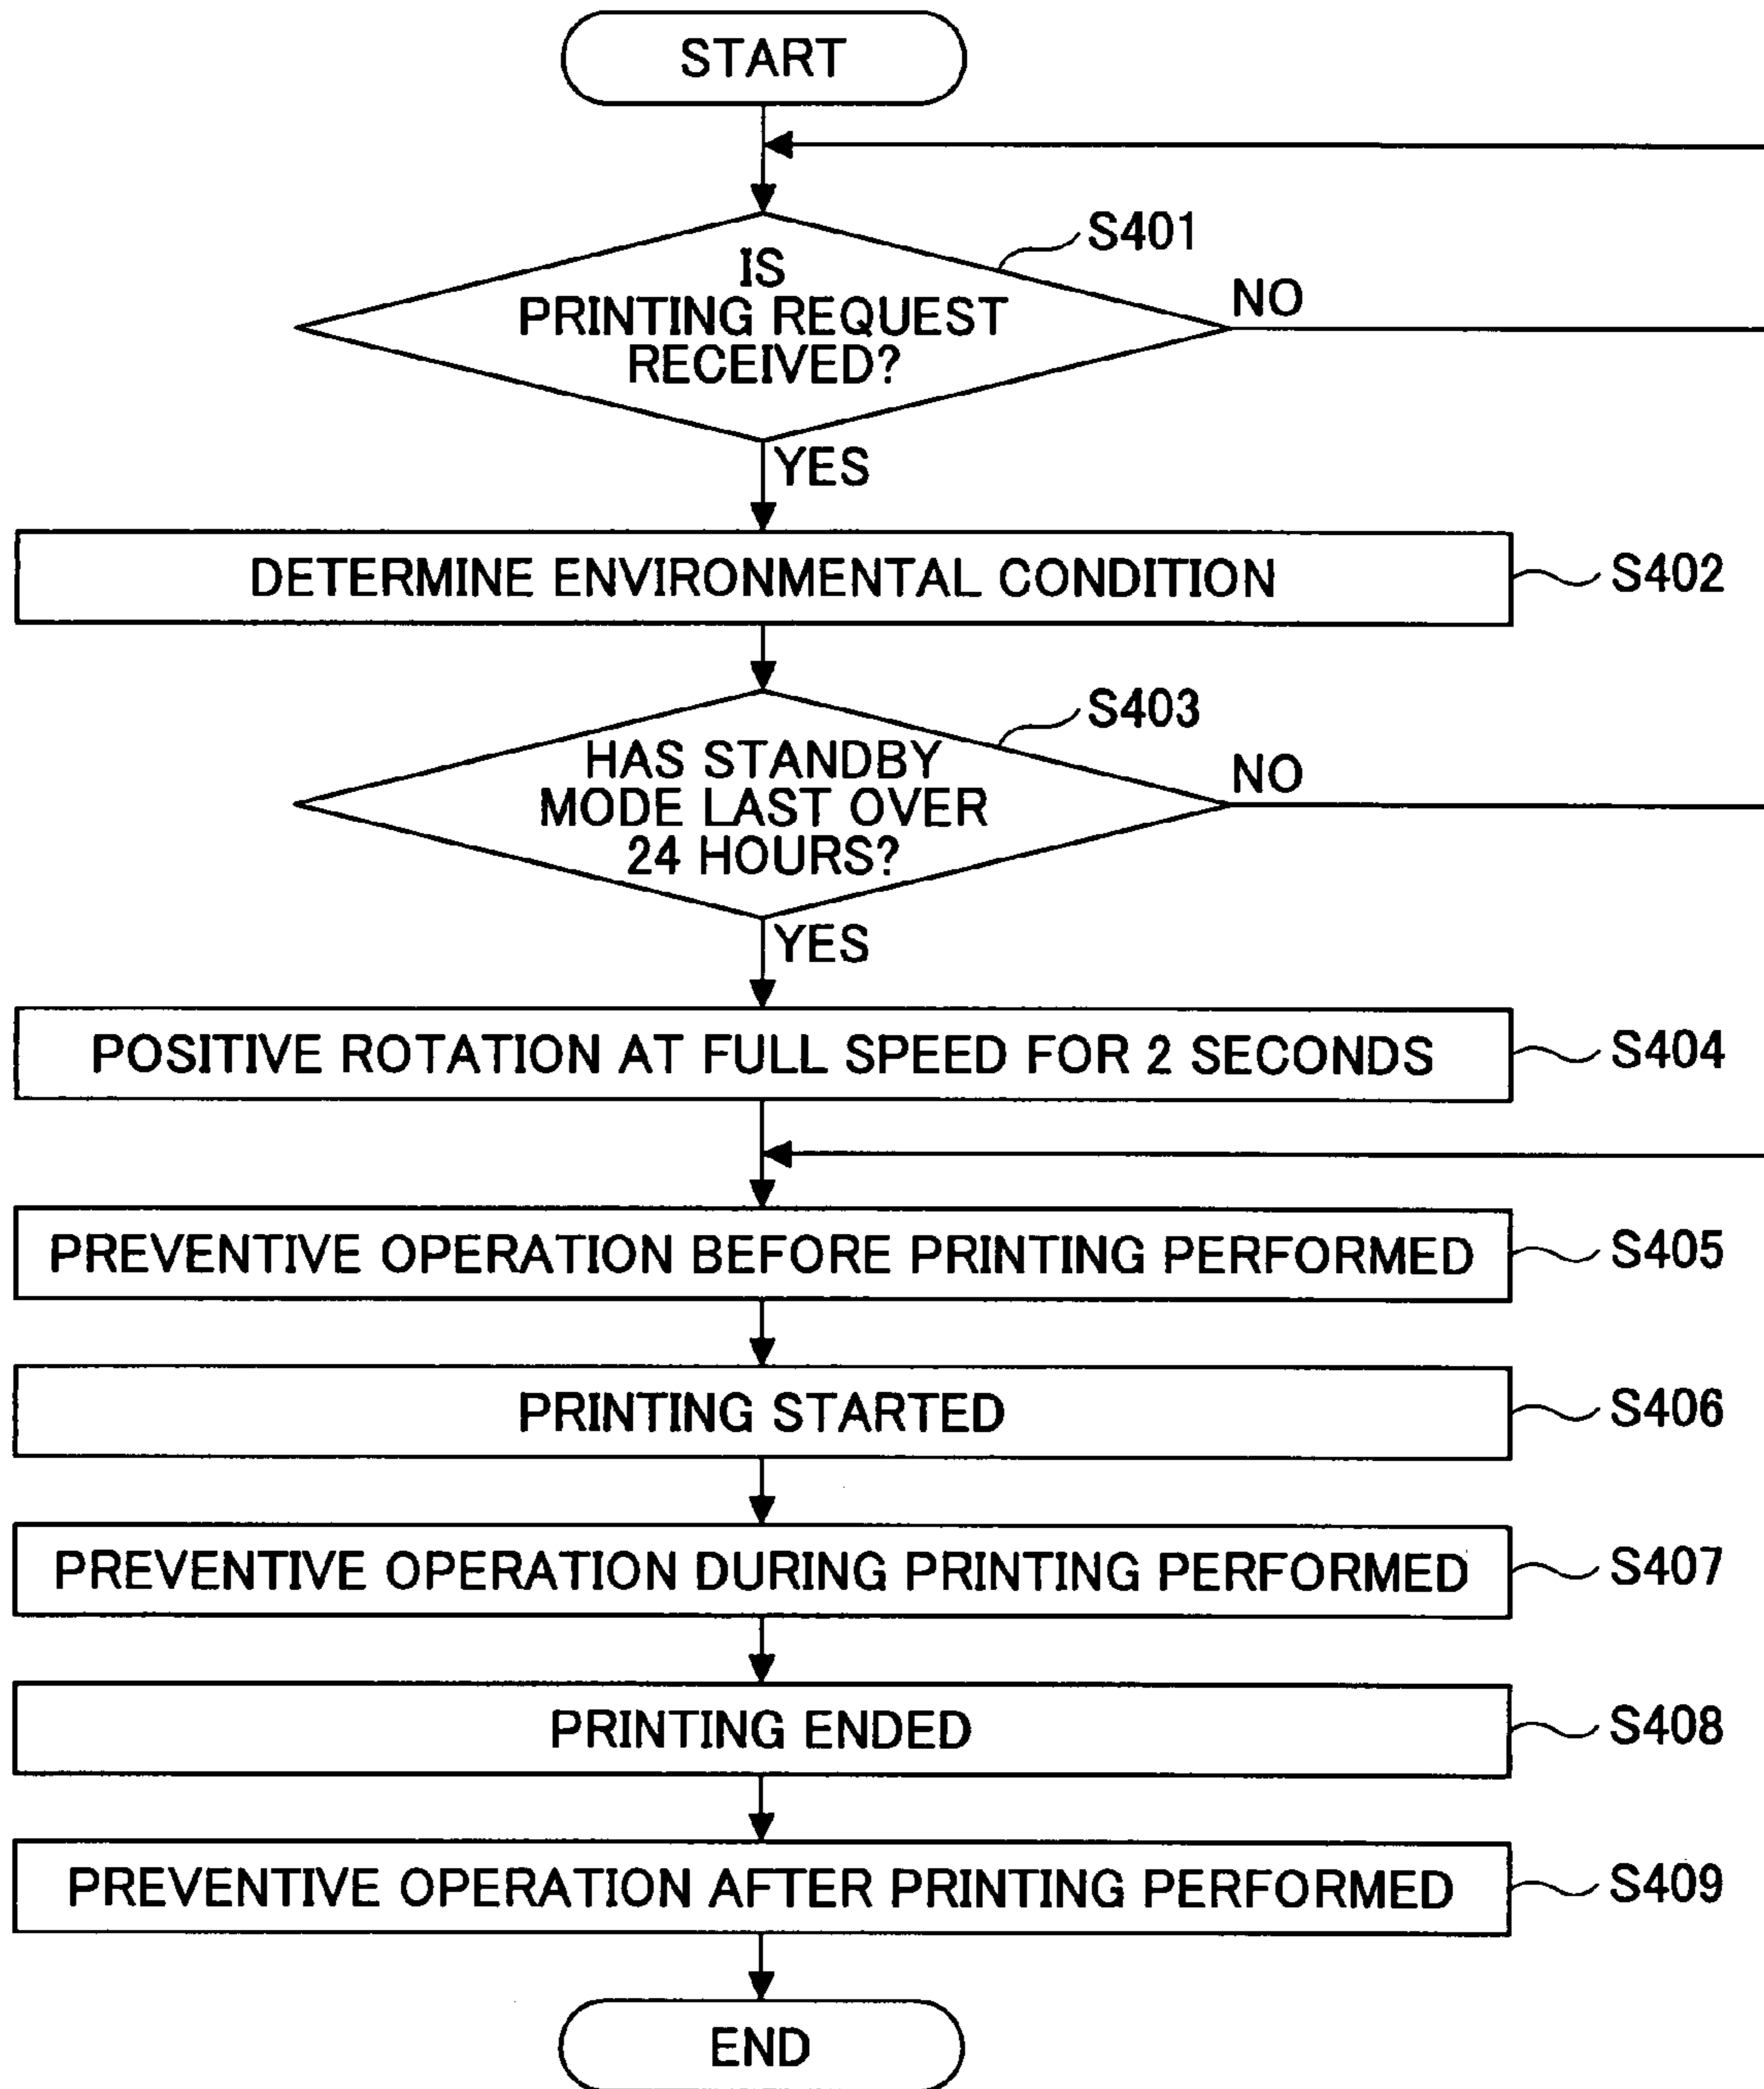 START
S401
IS
PRINTING REQUEST
RECEIVED?
NO
YES
DETERMINE ENVIRONMENTAL CONDITION
S402
S403
HAS STANDBY
MODE LAST OVER
24 HOURS?
NO
YES
POSITIVE ROTATION AT FULL SPEED FOR 2 SECONDS
S404
PREVENTIVE OPERATION BEFORE PRINTING PERFORMED
S405
PRINTING STARTED
S406
PREVENTIVE OPERATION DURING PRINTING PERFORMED
S407
PRINTING ENDED
S408
PREVENTIVE OPERATION AFTER PRINTING PERFORMED
S409
END